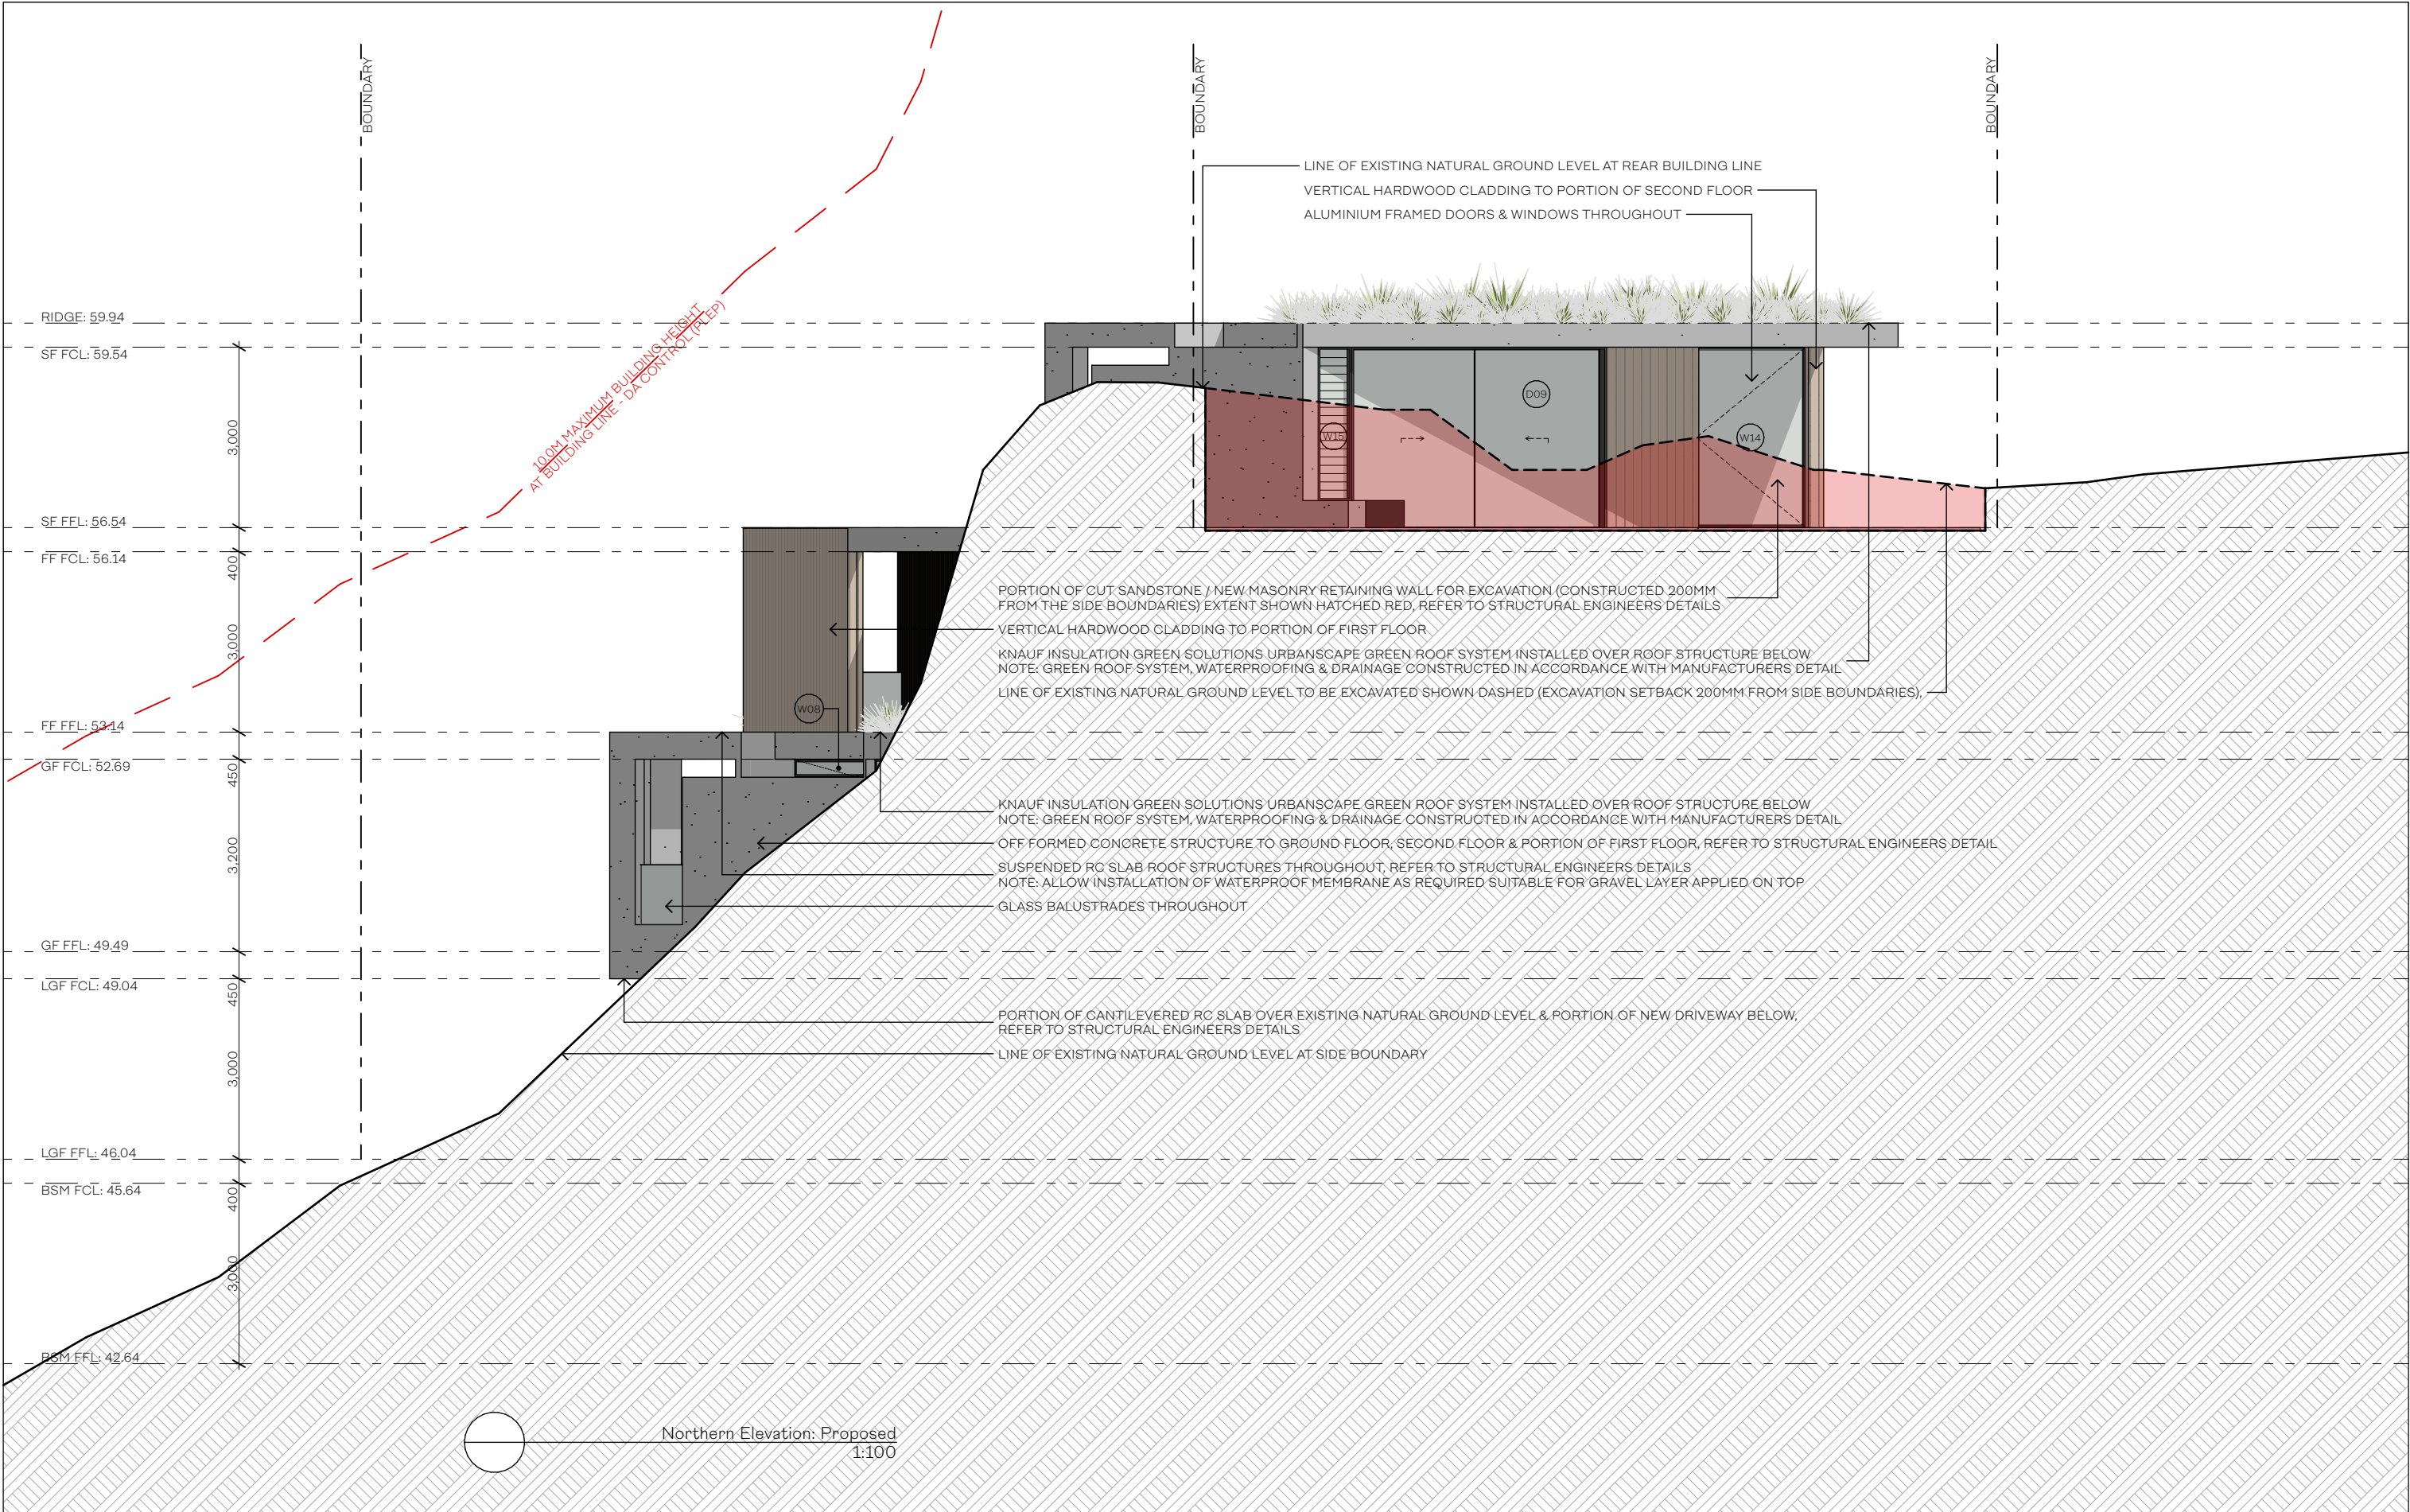 BOUNDARY
BOUNDARY
BOUNDARY
LINE OF EXISTING NATURAL GROUND LEVEL AT REAR BUILDING LINE
VERTICAL HARDWOOD CLADDING TO PORTION OF SECOND FLOOR
ALUMINIUM FRAMED DOORS & WINDOWS THROUGHOUT
10.0M MAXIMUM BUILDING HEIGHT
AT BUILDING LINE - DA CONTROL (PLEP)
RIDGE: 59.94
SF FCL: 59.54
3,000
D09
W15
W14
SF FFL: 56.54
400
FF FCL: 56.14
3,000
PORTION OF CUT SANDSTONE / NEW MASONRY RETAINING WALL FOR EXCAVATION (CONSTRUCTED 200MM
FROM THE SIDE BOUNDARIES) EXTENT SHOWN HATCHED RED, REFER TO STRUCTURAL ENGINEERS DETAILS
VERTICAL HARDWOOD CLADDING TO PORTION OF FIRST FLOOR
KNAUF INSULATION GREEN SOLUTIONS URBANSCAPE GREEN ROOF SYSTEM INSTALLED OVER ROOF STRUCTURE BELOW
NOTE: GREEN ROOF SYSTEM, WATERPROOFING & DRAINAGE CONSTRUCTED IN ACCORDANCE WITH MANUFACTURERS DETAIL
LINE OF EXISTING NATURAL GROUND LEVEL TO BE EXCAVATED SHOWN DASHED (EXCAVATION SETBACK 200MM FROM SIDE BOUNDARIES),
W08
FF FFL: 53.14
450
GF FCL: 52.69
3,200
KNAUF INSULATION GREEN SOLUTIONS URBANSCAPE GREEN ROOF SYSTEM INSTALLED OVER ROOF STRUCTURE BELOW
NOTE: GREEN ROOF SYSTEM, WATERPROOFING & DRAINAGE CONSTRUCTED IN ACCORDANCE WITH MANUFACTURERS DETAIL
OFF FORMED CONCRETE STRUCTURE TO GROUND FLOOR, SECOND FLOOR & PORTION OF FIRST FLOOR, REFER TO STRUCTURAL ENGINEERS DETAIL
SUSPENDED RC SLAB ROOF STRUCTURES THROUGHOUT, REFER TO STRUCTURAL ENGINEERS DETAILS
NOTE: ALLOW INSTALLATION OF WATERPROOF MEMBRANE AS REQUIRED SUITABLE FOR GRAVEL LAYER APPLIED ON TOP
GLASS BALUSTRADES THROUGHOUT
GF FFL: 49.49
450
LGF FCL: 49.04
3,000
PORTION OF CANTILEVERED RC SLAB OVER EXISTING NATURAL GROUND LEVEL & PORTION OF NEW DRIVEWAY BELOW,
REFER TO STRUCTURAL ENGINEERS DETAILS
LINE OF EXISTING NATURAL GROUND LEVEL AT SIDE BOUNDARY
LGF FFL: 46.04
400
BSM FCL: 45.64
3,000
BSM FFL: 42.64
Northern Elevation: Proposed
1:100